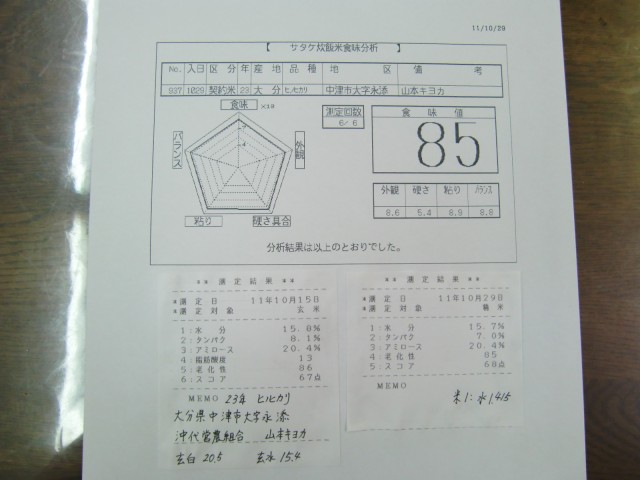 11/10/29
【 サタケ炊飯米食味分析 】
No. 入日 区分 年 産地 品種 地区 備考
937 1029 契約米 23 大分 ヒノヒカリ 中津市大字永添 山本キヨカ
食味 ×10
外観
硬さ具合
粘り
バランス
測定回数
6/ 6
食味値
85
外観 硬さ 粘り バランス
8.6 5.4 8.9 8.8
分析結果は以上のとおりでした。
** 測定結果 **
*測定日 11年10月15日
*測定対象 玄米
1:水分 15.8%
2:タンパク 8.1%
3:アミロース 20.4%
4:脂肪酸度 13
5:老化性 86
6:スコア 67点
MEMO 23年 ヒノヒカリ
大分県中津市大字永添
沖代営農組合 山本キヨカ
玄白 20.5 玄水 15.4
** 測定結果 **
*測定日 11年10月29日
*測定対象 精米
1:水分 15.7%
2:タンパク 7.0%
3:アミロース 20.4%
4:老化性 85
5:スコア 68点
MEMO
米1:水1.415